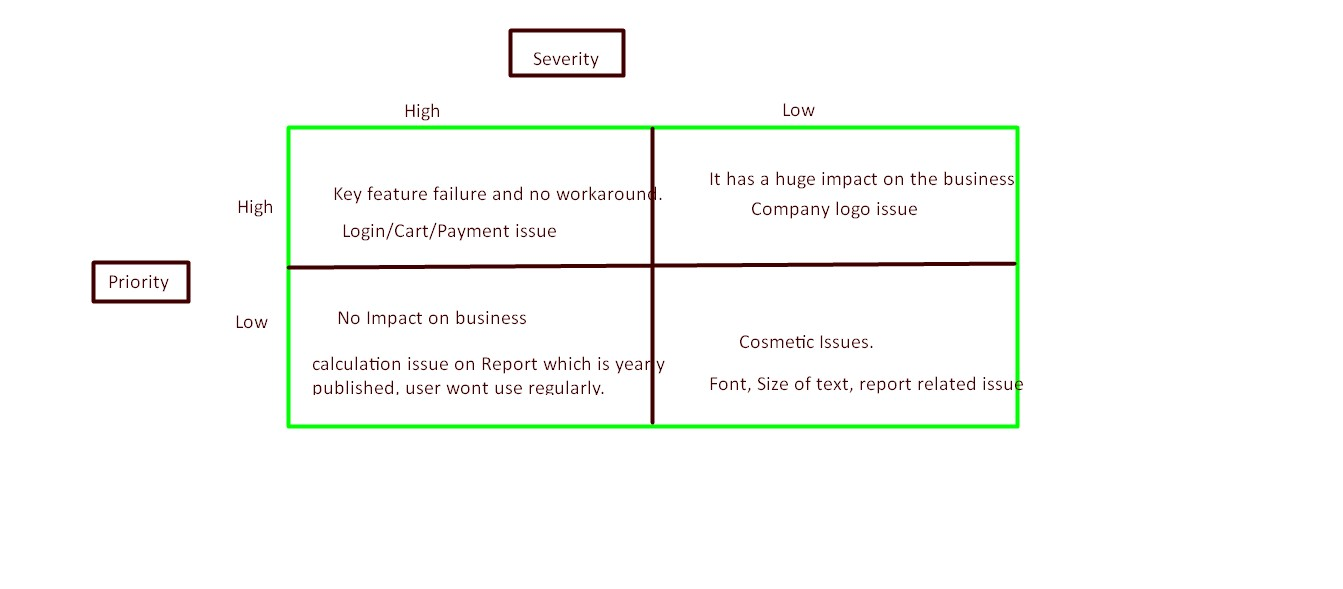 Severity
High
Low
High
Key feature failure and no workaround.
Login/Cart/Payment issue
It has a huge impact on the business
Company logo issue
Priority
Low
No Impact on business
calculation issue on Report which is yearly
published, user wont use regularly.
Cosmetic Issues.
Font, Size of text, report related issue